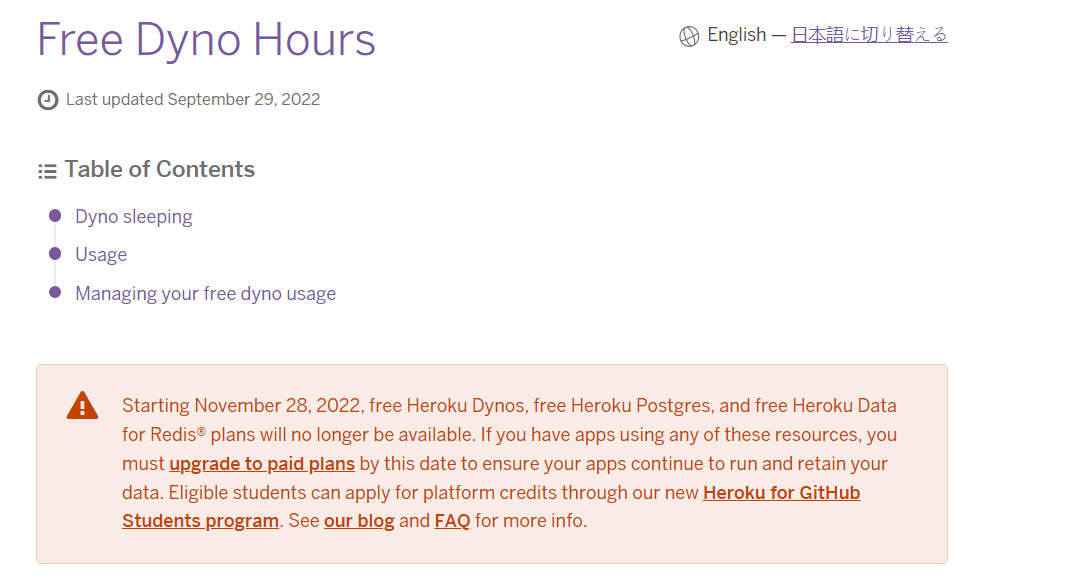 Free Dyno Hours
English — 日本語に切り替える
Last updated September 29, 2022
Table of Contents
Dyno sleeping
Usage
Managing your free dyno usage
Starting November 28, 2022, free Heroku Dynos, free Heroku Postgres, and free Heroku Data
for Redis® plans will no longer be available. If you have apps using any of these resources, you
must upgrade to paid plans by this date to ensure your apps continue to run and retain your
data. Eligible students can apply for platform credits through our new Heroku for GitHub
Students program. See our blog and FAQ for more info.